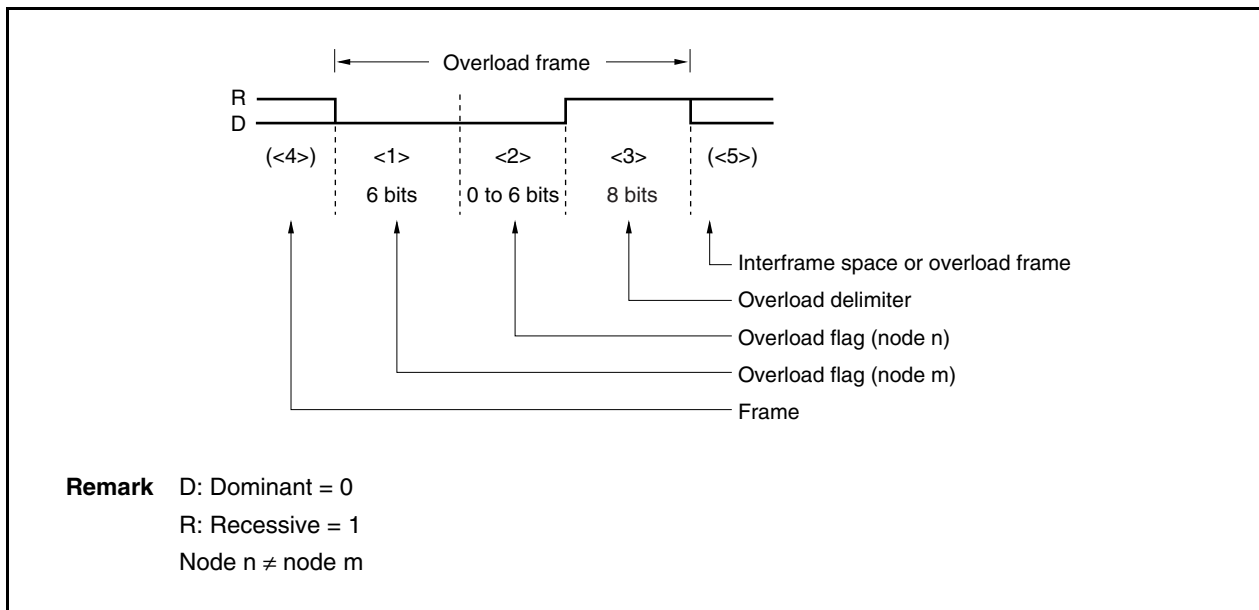 Overload frame
R
D
(<4>) <1> <2> <3> (<5>)
6 bits 0 to 6 bits 8 bits
Interframe space or overload frame
Overload delimiter
Overload flag (node n)
Overload flag (node m)
Frame
Remark D: Dominant = 0
R: Recessive = 1
Node n ≠ node m